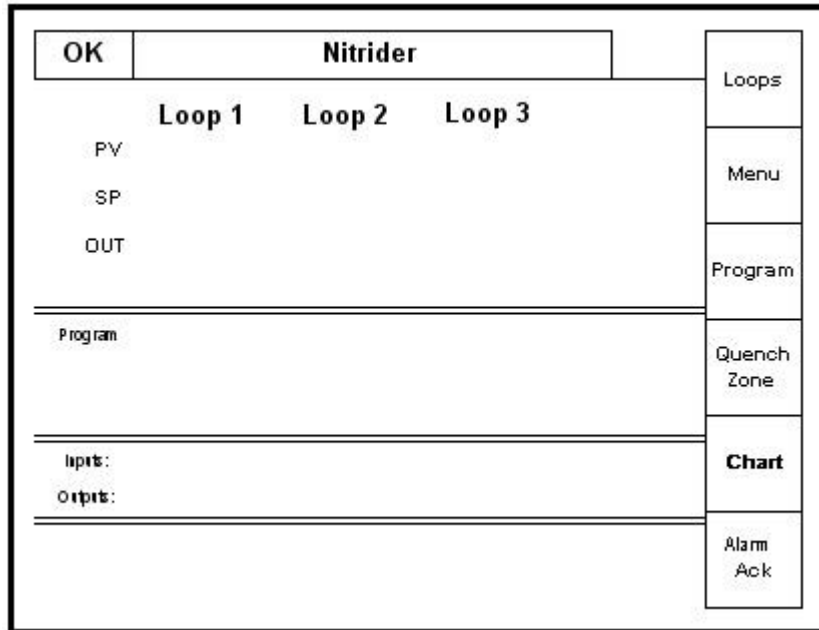 OK Nitrider
Loop 1 Loop 2 Loop 3
PV
SP
OUT
Program
Inputs:
Outputs:
Loops
Menu
Program
Quench
Zone
Chart
Alarm
Ack